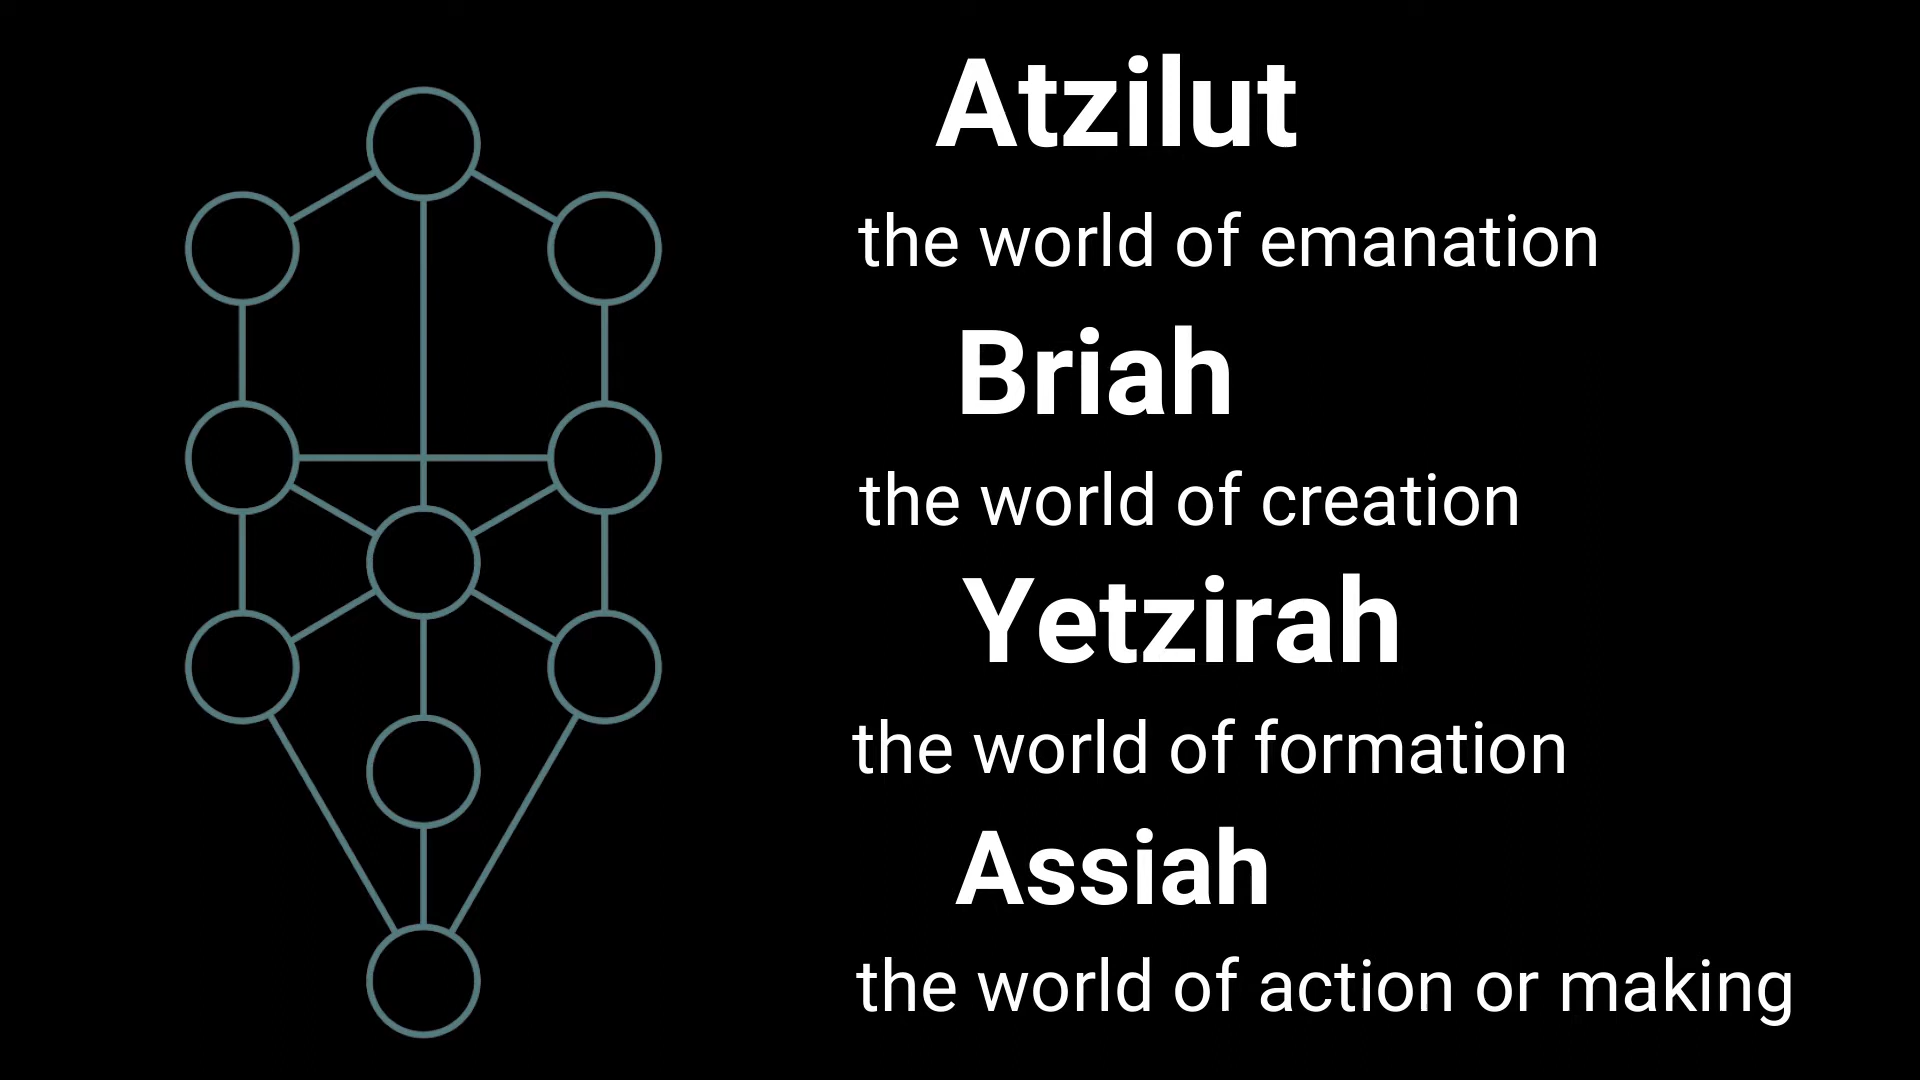 Atzilut
the world of emanation
Briah
the world of creation
Yetzirah
the world of formation
Assiah
the world of action or making